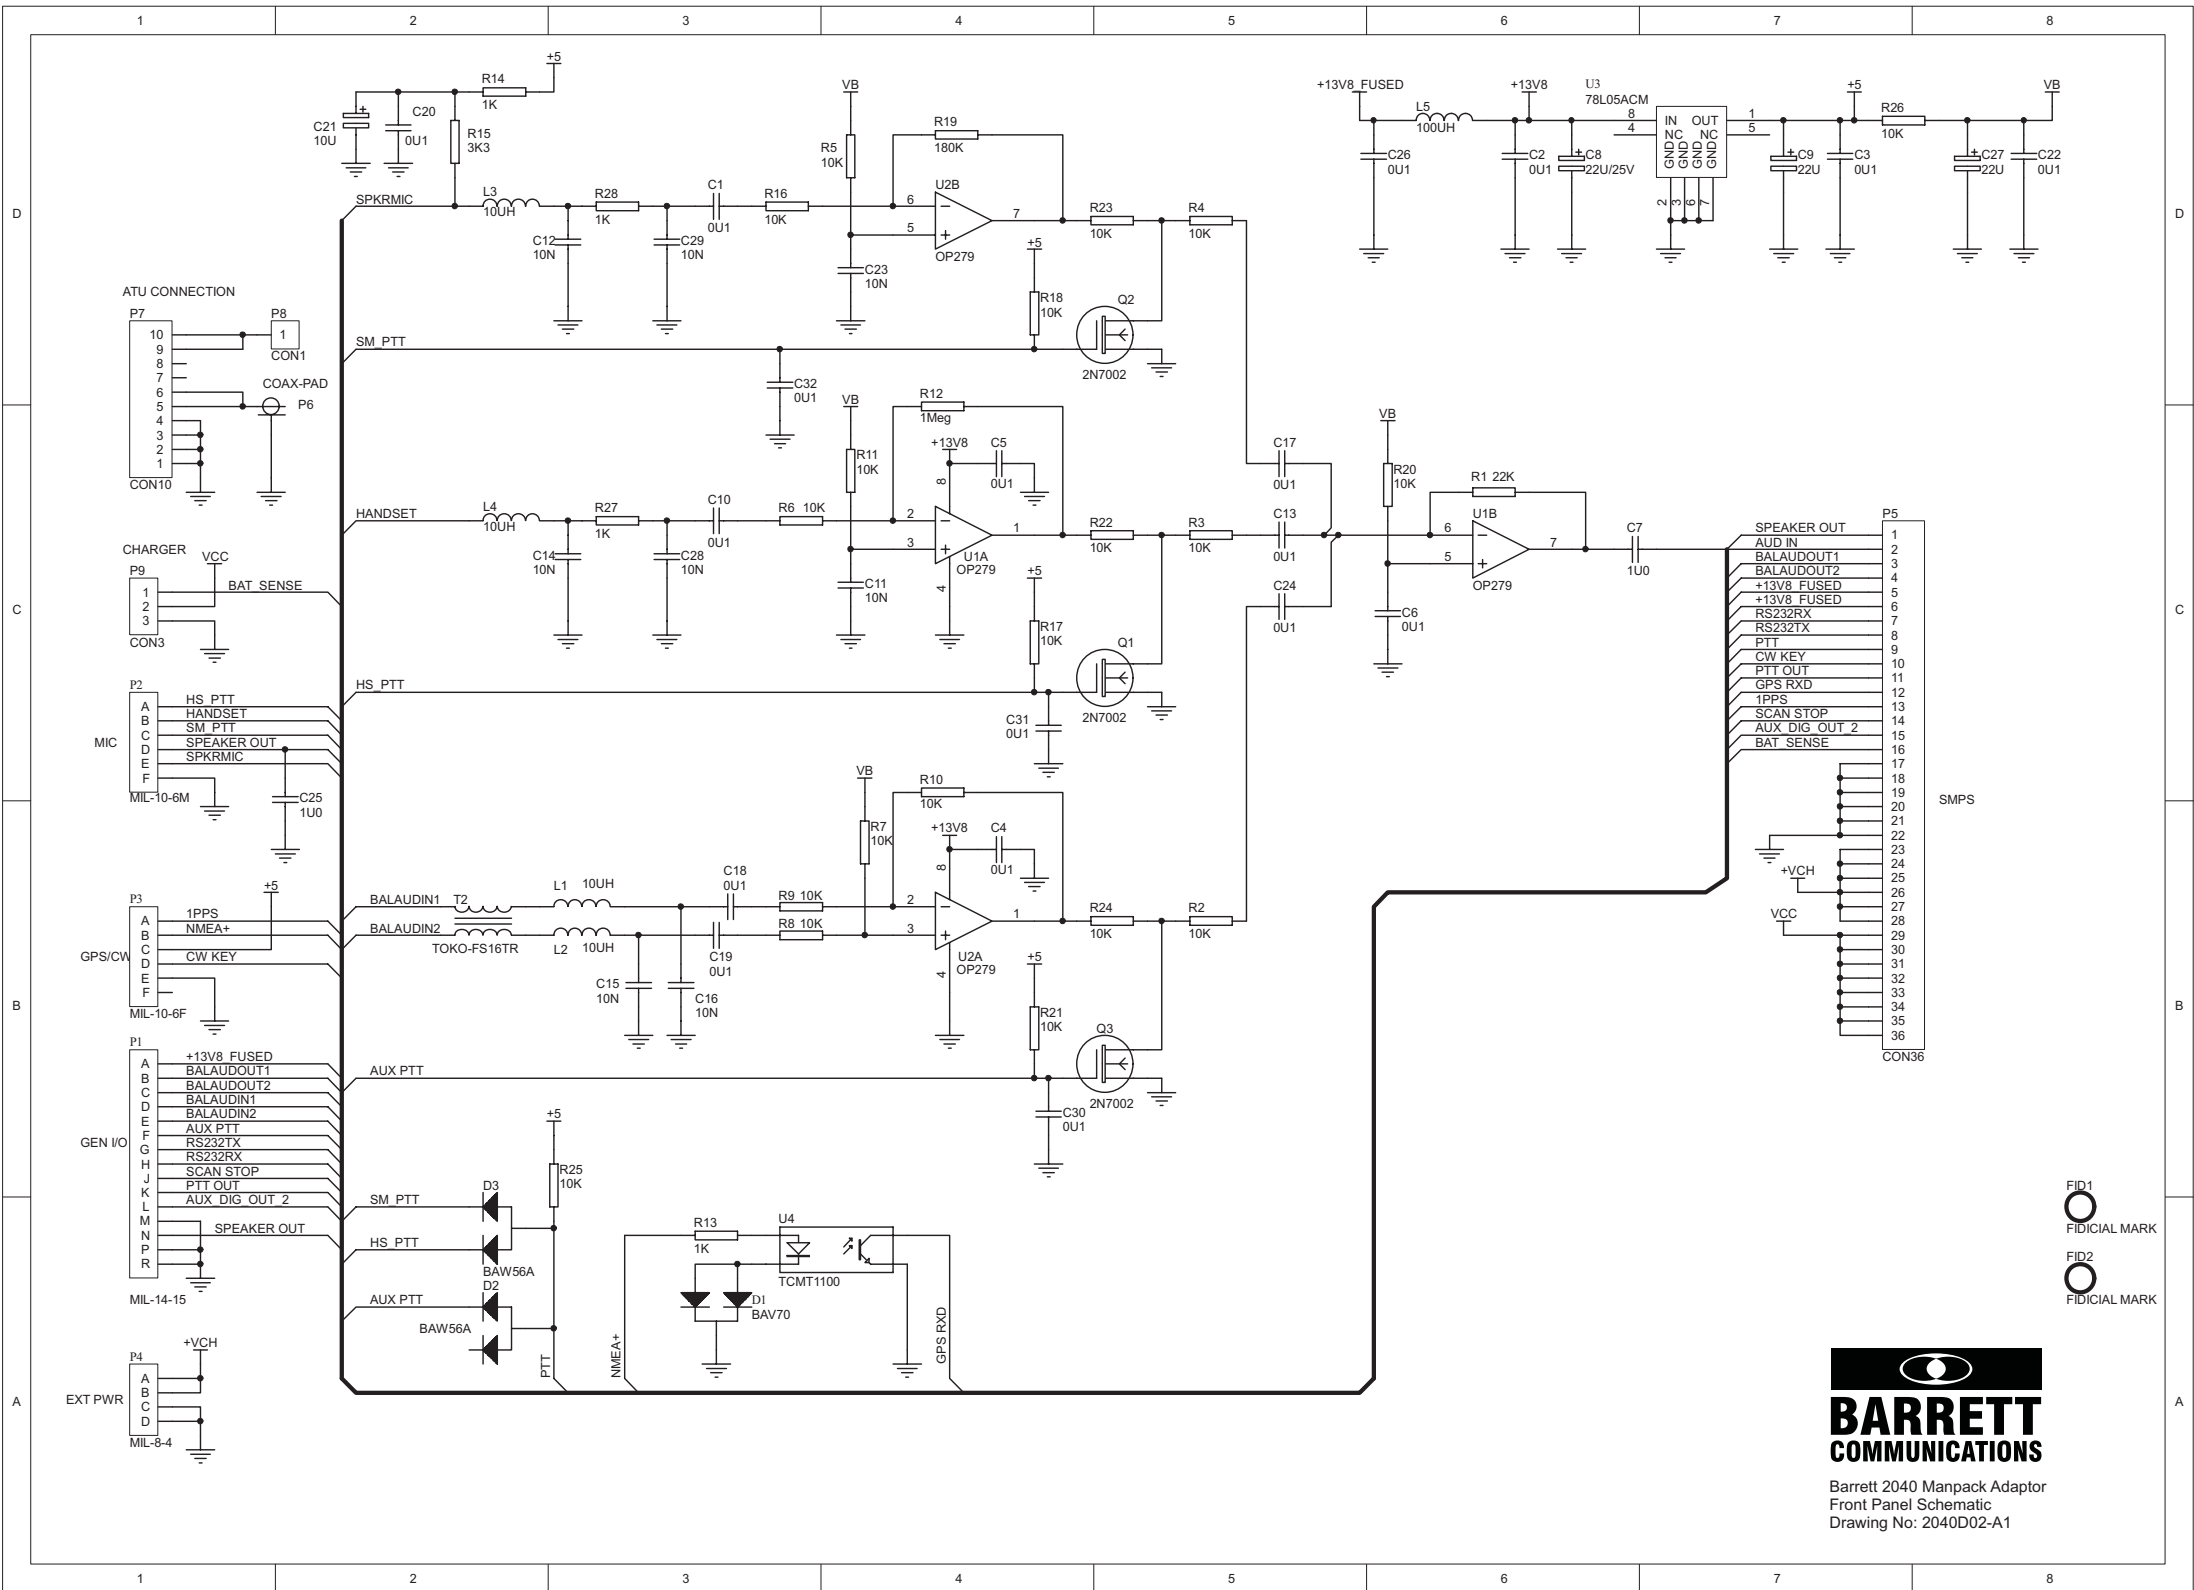 1 2 3 4 5 6 7 8
D
C
B
A
+5
R14
1K
C21
10U
C20
0U1
R15
3K3
SPKRMIC
L3
10UH
C12
10N
R28
1K
C29
10N
C1
0U1
R16
10K
VB
R5
10K
R19
180K
U2B
6
5
7
OP279
C23
10N
R23
10K
R4
10K
+5
R18
10K
Q2
2N7002
SM_PTT
C32
0U1
+13V8_FUSED
L5
100UH
C26
0U1
+13V8
C2
0U1
C8
22U/25V
U3
78L05ACM
8
4
IN OUT
NC NC
GND
GND
GND
GND
2
3
6
7
1
5
C9
22U
C3
0U1
+5
R26
10K
C27
22U
C22
0U1
VB
D
ATU CONNECTION
P7
10
9
8
7
6
5
4
3
2
1
CON10
P8
1
CON1
COAX-PAD
P6
CHARGER
P9
1
2
3
CON3
VCC
BAT_SENSE
MIC
P2
A HS_PTT
B HANDSET
C SM_PTT
D SPEAKER OUT
E SPKRMIC
F
MIL-10-6M
C25
1U0
HANDSET
L4
10UH
C14
10N
R27
1K
C28
10N
C10
0U1
R6 10K
VB
R11
10K
R12
1Meg
+13V8
C5
0U1
8
2
3
1
4
U1A
OP279
C11
10N
R22
10K
R3
10K
+5
R17
10K
Q1
2N7002
HS_PTT
C31
0U1
C17
0U1
C13
0U1
C24
0U1
VB
R20
10K
R1 22K
U1B
6
5
7
OP279
C6
0U1
C7
1U0
C
P5
SPEAKER OUT 1
AUD IN 2
BALAUDOUT1 3
BALAUDOUT2 4
+13V8_FUSED 5
+13V8_FUSED 6
RS232RX 7
RS232TX 8
PTT 9
CW KEY 10
PTT OUT 11
GPS RXD 12
1PPS 13
SCAN STOP 14
AUX_DIG_OUT_2 15
BAT_SENSE 16
17
18
19
20
21
22
23
24
25
26
27
28
29
30
31
32
33
34
35
36
CON36
SMPS
+VCH
VCC
GPS/CW
P3
A 1PPS
B NMEA+
C
D CW KEY
E
F
MIL-10-6F
+5
BALAUDIN1
BALAUDIN2
T2
TOKO-FS16TR
L1 10UH
L2 10UH
C15
10N
C16
10N
C18
0U1
C19
0U1
R9 10K
R8 10K
VB
R7
10K
R10
10K
+13V8
C4
0U1
8
2
3
1
4
U2A
OP279
R24
10K
R2
10K
+5
R21
10K
Q3
2N7002
AUX PTT
C30
0U1
B
GEN I/O
P1
A +13V8_FUSED
B BALAUDOUT1
C BALAUDOUT2
D BALAUDIN1
E BALAUDIN2
F AUX PTT
G RS232TX
H RS232RX
J SCAN STOP
K PTT OUT
L AUX_DIG_OUT_2
M
N SPEAKER OUT
P
R
MIL-14-15
+5
R25
10K
SM_PTT
D3
HS_PTT
BAW56A
AUX PTT
D2
BAW56A
PTT
NMEA+
R13
1K
U4
TCMT1100
D1
BAV70
GPS RXD
EXT PWR
P4
A
B
C
D
MIL-8-4
+VCH
FID1
FIDICIAL MARK
FID2
FIDICIAL MARK
A
BARRETT
COMMUNICATIONS
Barrett 2040 Manpack Adaptor
Front Panel Schematic
Drawing No: 2040D02-A1
1 2 3 4 5 6 7 8